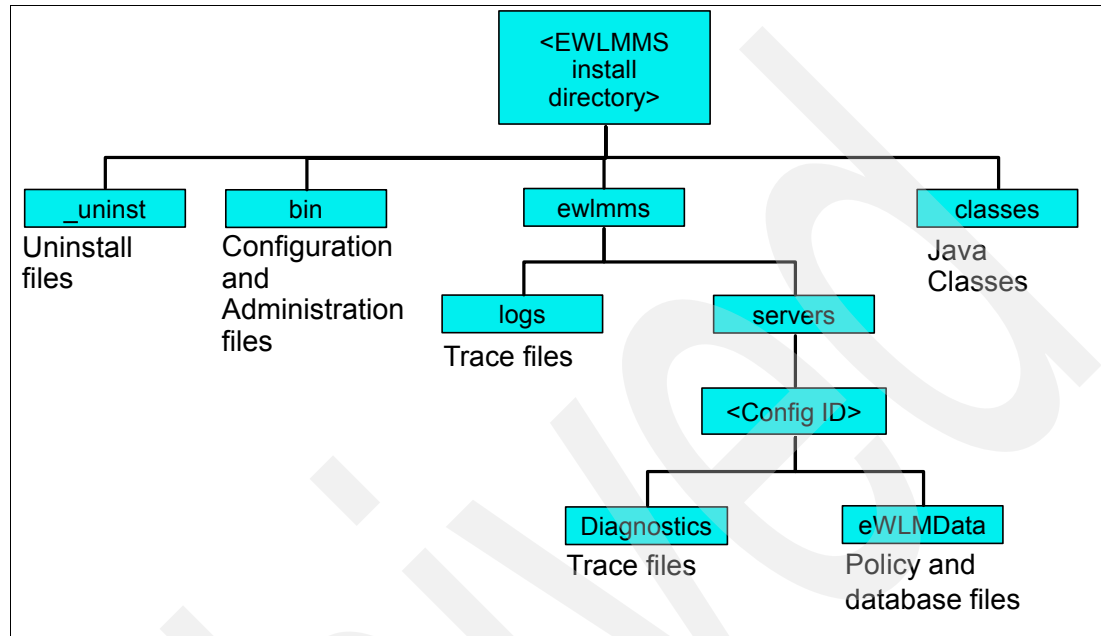 <EWLMMS
install
directory>
_uninst
bin
ewlmms
classes
Uninstall
files
Configuration
and
Administration
files
Java
Classes
logs
servers
Trace files
<Config ID>
Diagnostics
eWLMData
Trace files
Policy and
database files